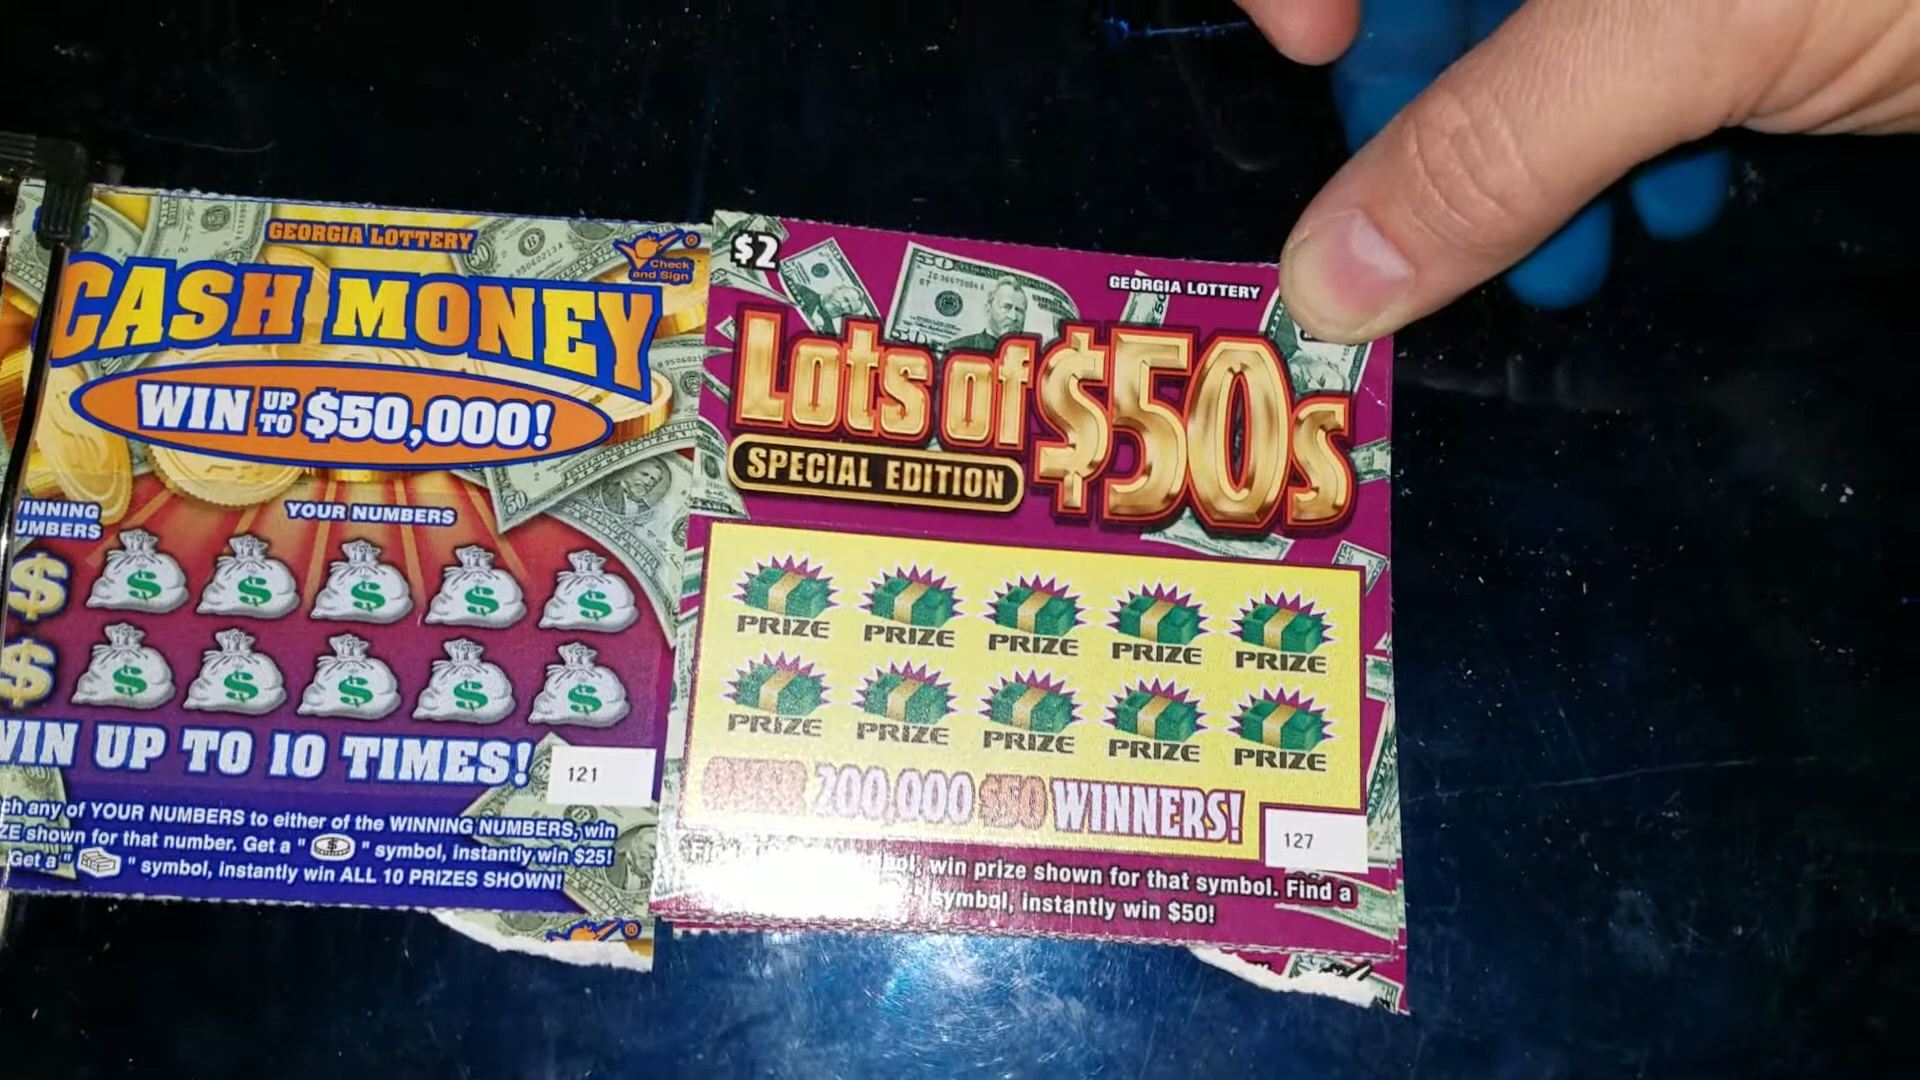 GEORGIA LOTTERY
Check
and Sign
CASH MONEY
WIN UP TO $50,000!
INNING
UMBERS
YOUR NUMBERS
WIN UP TO 10 TIMES!
121
ch any of YOUR NUMBERS to either of the WINNING NUMBERS, win
ZE shown for that number. Get a " " symbol, instantly win $25!
Get a " " symbol, instantly win ALL 10 PRIZES SHOWN!
$2
GEORGIA LOTTERY
Lots of $50s
SPECIAL EDITION
PRIZE PRIZE PRIZE PRIZE PRIZE
PRIZE PRIZE PRIZE PRIZE PRIZE
OVER 200,000 $50 WINNERS!
127
win prize shown for that symbol. Find a
symbol, instantly win $50!